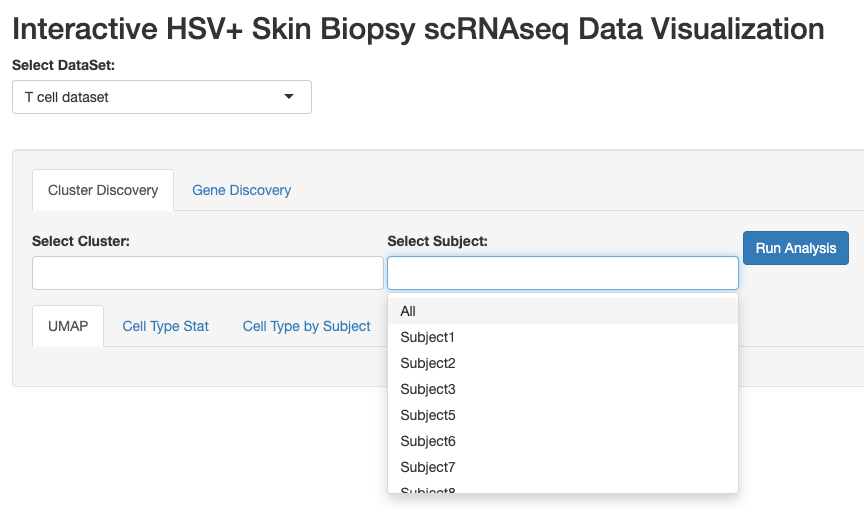 Interactive HSV+ Skin Biopsy scRNAseq Data Visualization
Select DataSet:
T cell dataset
Cluster Discovery
Gene Discovery
Select Cluster:
Select Subject:
Run Analysis
All
Subject1
Subject2
Subject3
Subject5
Subject6
Subject7
Subject8
UMAP
Cell Type Stat
Cell Type by Subject